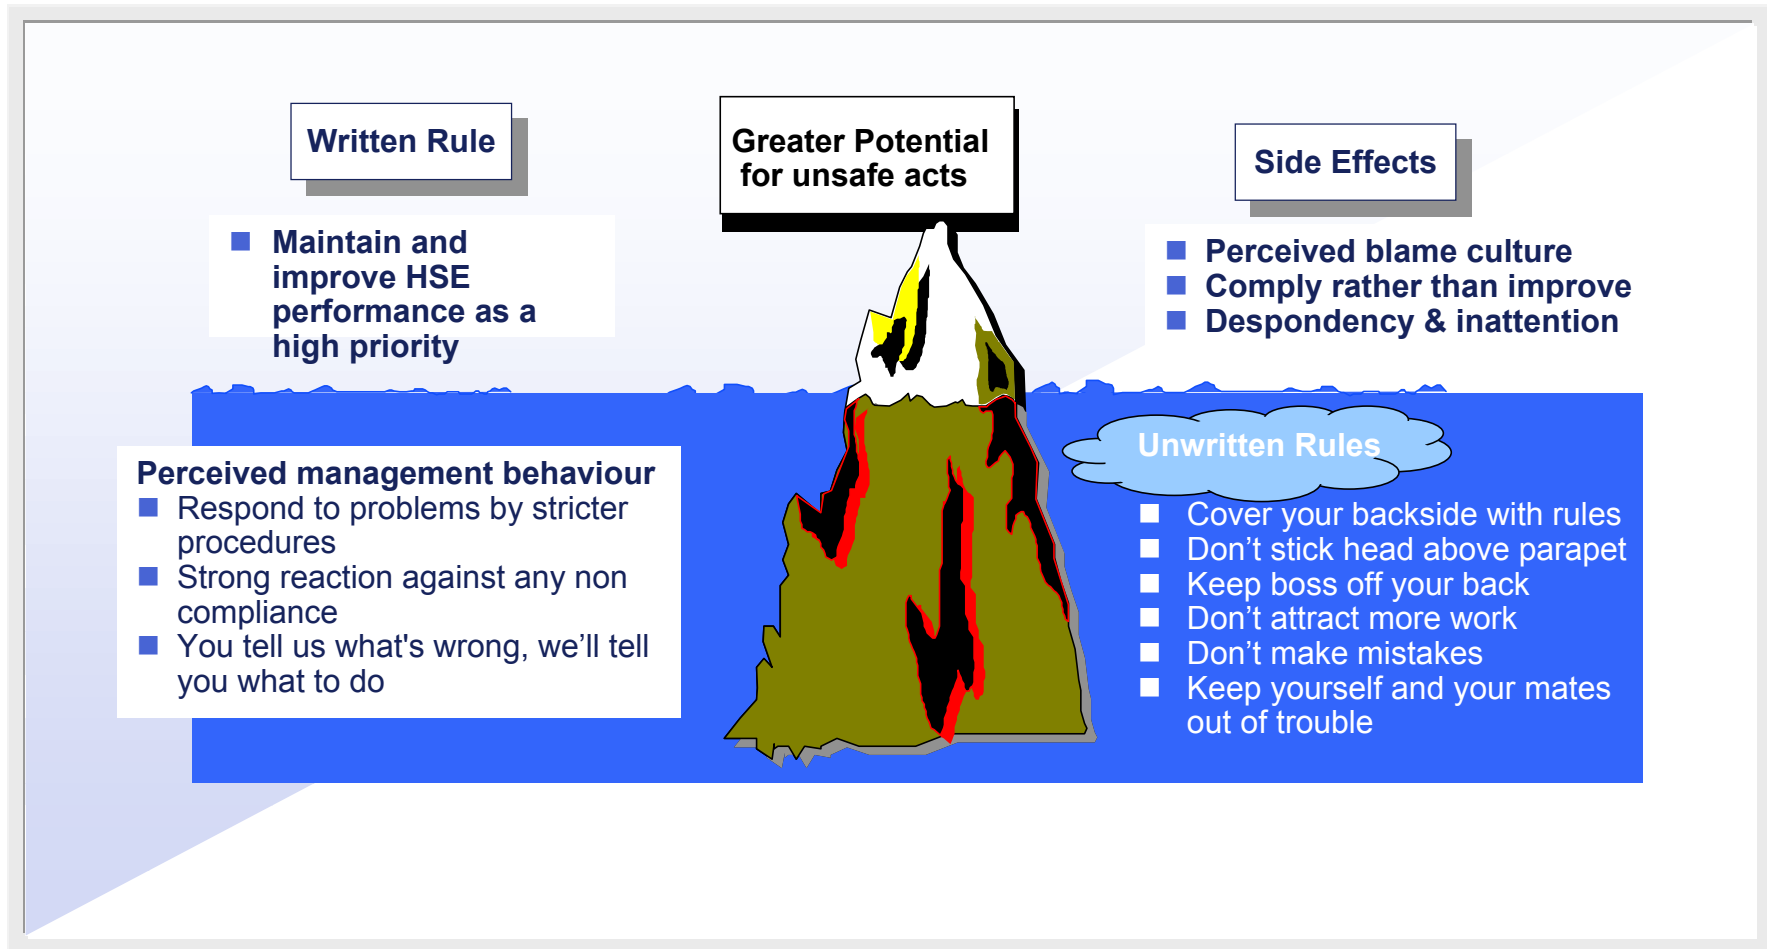 Written Rule
Maintain and
improve HSE
performance as a
high priority
Greater Potential
for unsafe acts
Side Effects
Perceived blame culture
Comply rather than improve
Despondency & inattention
Perceived management behaviour
Respond to problems by stricter
procedures
Strong reaction against any non
compliance
You tell us what's wrong, we’ll tell
you what to do
Unwritten Rules
Cover your backside with rules
Don’t stick head above parapet
Keep boss off your back
Don’t attract more work
Don’t make mistakes
Keep yourself and your mates
out of trouble